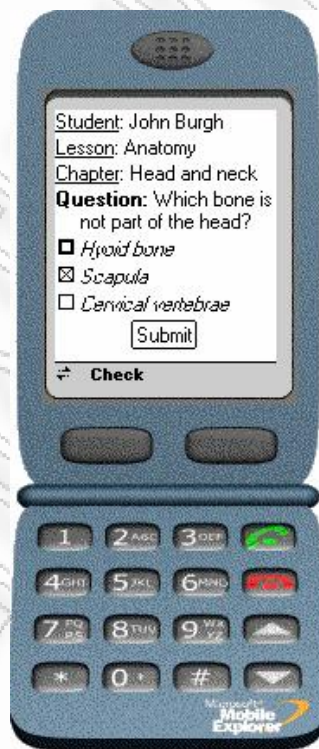 Student: John Burgh
Lesson: Anatomy
Chapter: Head and neck
Question: Which bone is
not part of the head?
Hyoid bone
Scapula
Cervical vertebrae
Submit
Check
1 2ABC 3DEF
4GHI 5JKL 6MNO
7PQRS 8TUV 9WXYZ
* 0 #
Microsoft
Mobile
Explorer